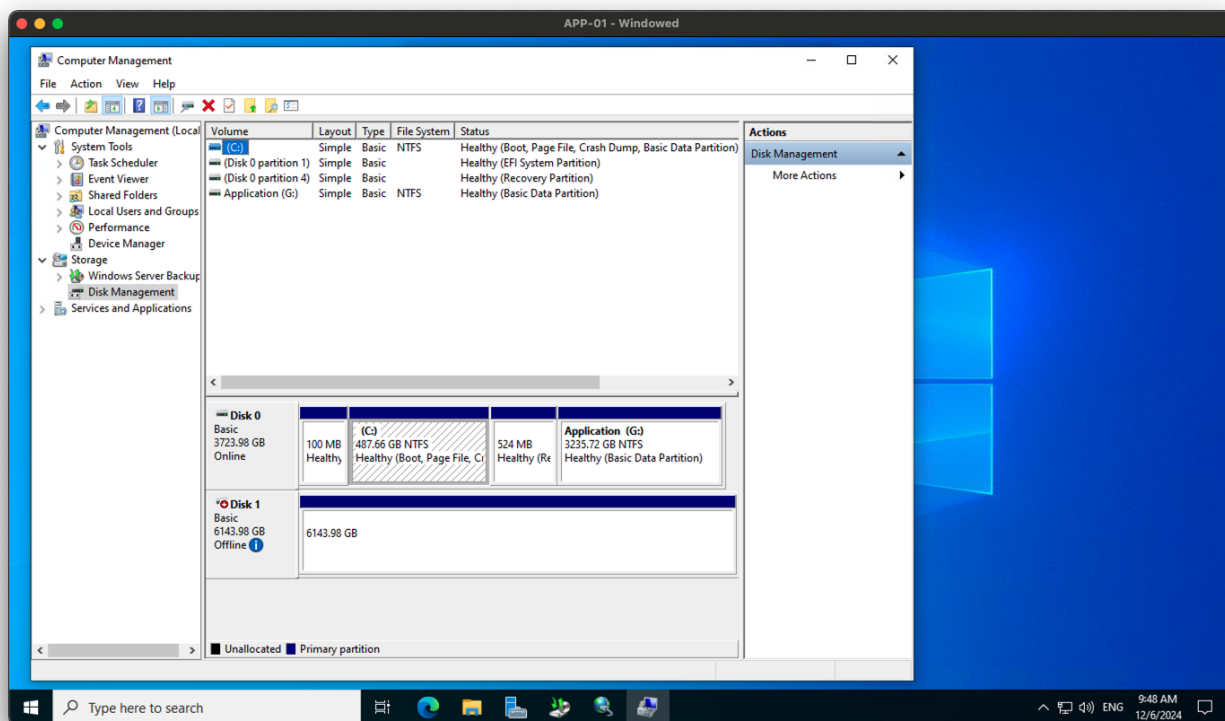 APP-01 - Windowed
Computer Management
File Action View Help
Computer Management (Local
System Tools
Task Scheduler
Event Viewer
Shared Folders
Local Users and Groups
Performance
Device Manager
Storage
Windows Server Backup
Disk Management
Services and Applications
Volume Layout Type File System Status
(C:) Simple Basic NTFS Healthy (Boot, Page File, Crash Dump, Basic Data Partition)
(Disk 0 partition 1) Simple Basic Healthy (EFI System Partition)
(Disk 0 partition 4) Simple Basic Healthy (Recovery Partition)
Application (G:) Simple Basic NTFS Healthy (Basic Data Partition)
Disk 0
Basic
3723.98 GB
Online
100 MB
Healthy
(C:)
487.66 GB NTFS
Healthy (Boot, Page File, Cr
524 MB
Healthy (Re
Application (G:)
3235.72 GB NTFS
Healthy (Basic Data Partition)
Disk 1
Basic
6143.98 GB
Offline
6143.98 GB
Unallocated Primary partition
Actions
Disk Management
More Actions
Type here to search
ENG
9:48 AM
12/6/2024